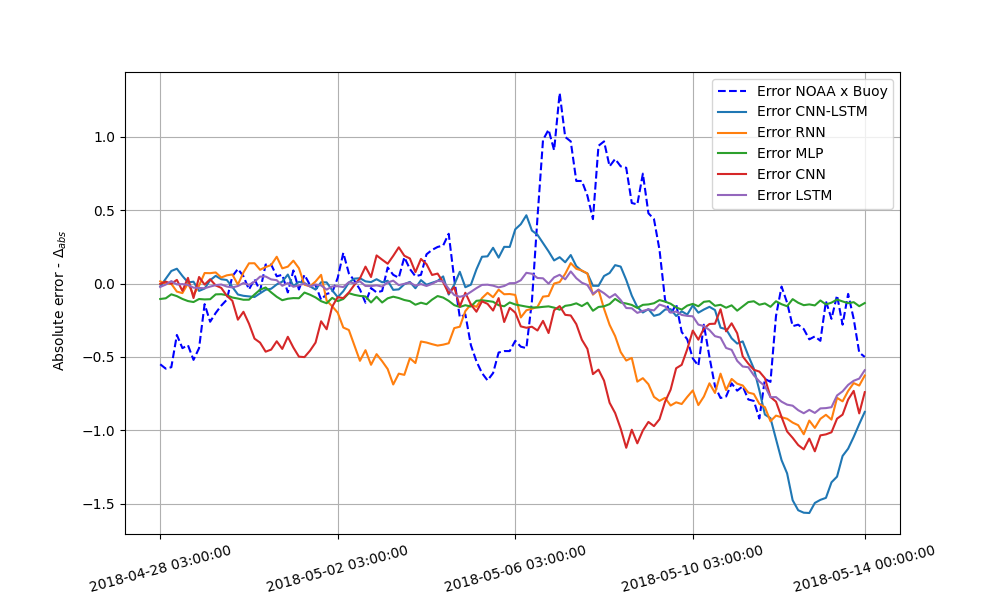 Error NOAA x Buoy
Error CNN-LSTM
Error RNN
Error MLP
Error CNN
Error LSTM
1.0
0.5
0.0
−0.5
−1.0
−1.5
Absolute error - Δabs
2018-04-28 03:00:00
2018-05-02 03:00:00
2018-05-06 03:00:00
2018-05-10 03:00:00
2018-05-14 00:00:00